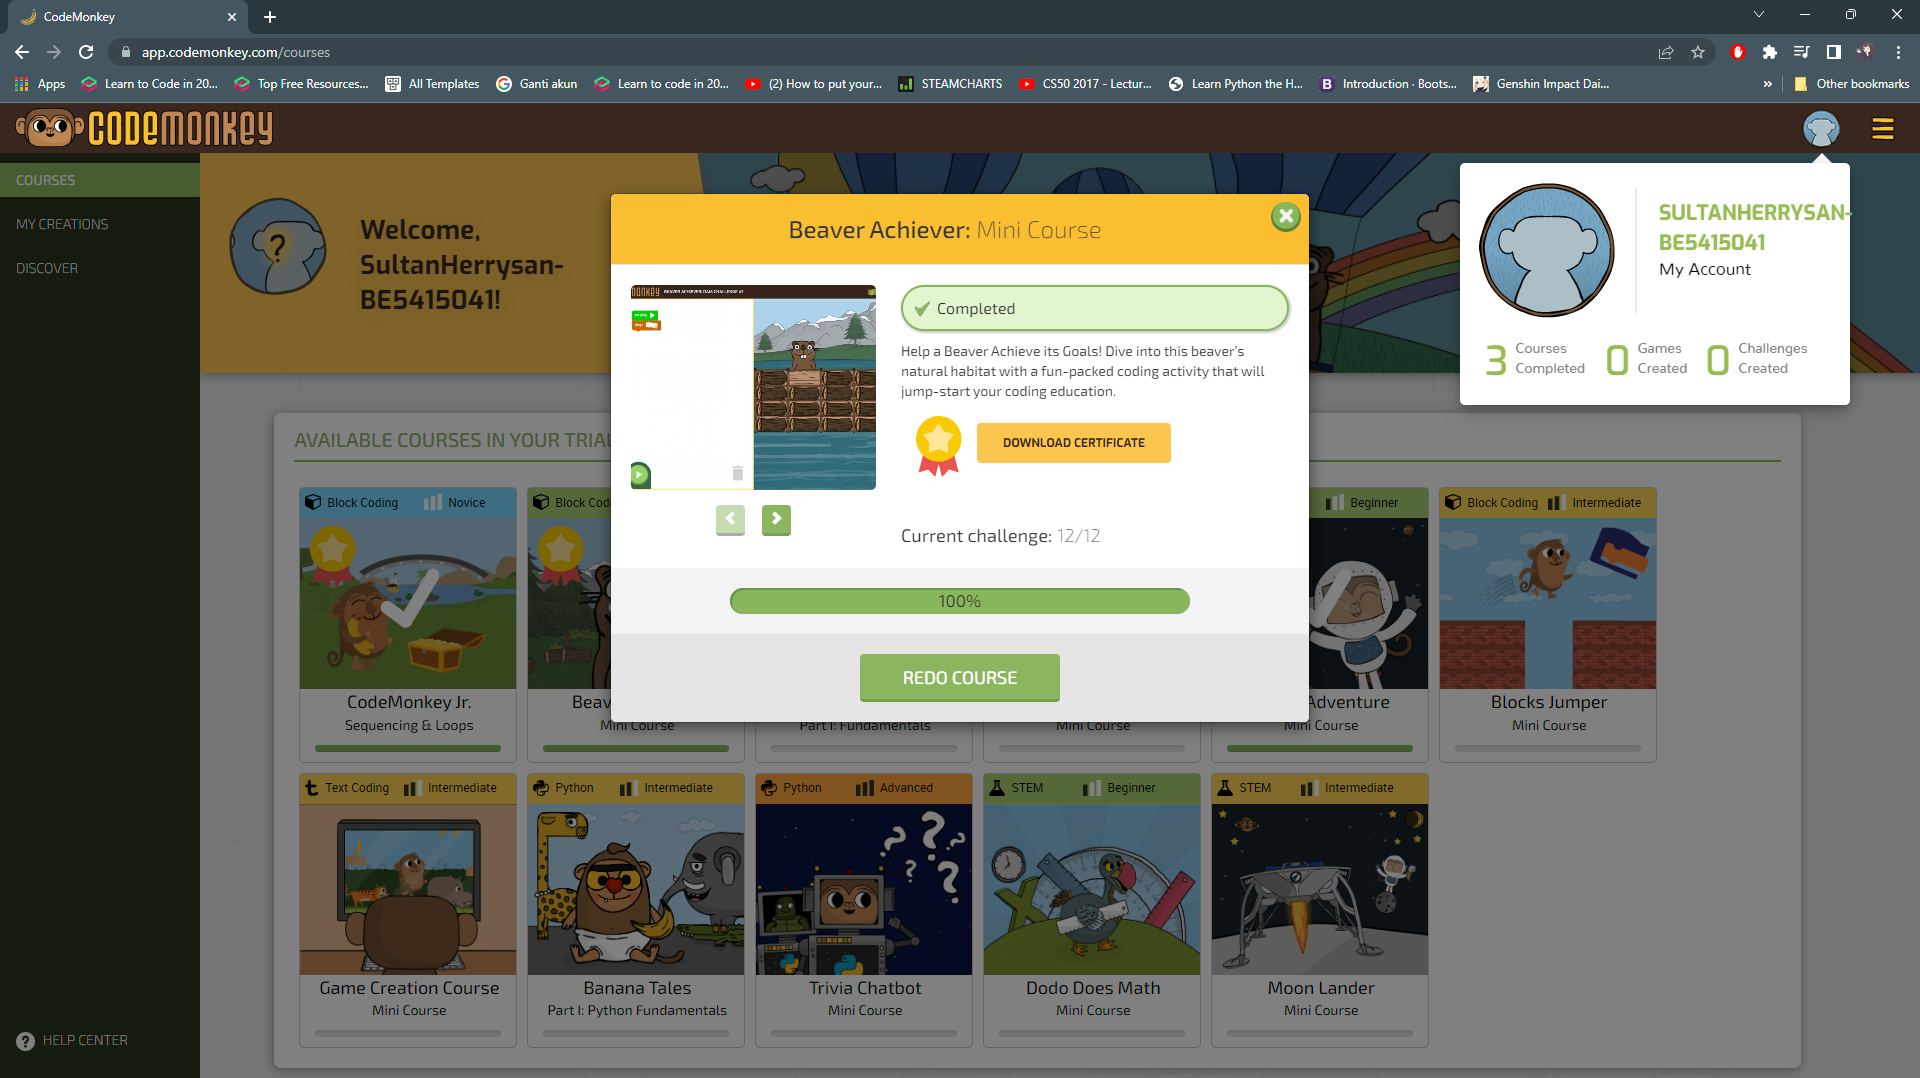 CodeMonkey
app.codemonkey.com/courses
Apps
Learn to Code in 20...
Top Free Resources...
All Templates
Ganti akun
Learn to code in 20...
(2) How to put your...
STEAMCHARTS
CS50 2017 - Lectur...
Learn Python the H...
Introduction · Boots...
Genshin Impact Dai...
»
Other bookmarks
CODEMONKEY
COURSES
MY CREATIONS
DISCOVER
HELP CENTER
Welcome,
SultanHerrysan-
BE5415041!
SULTANHERRYSAN-
BE5415041
My Account
3 Courses Completed
0 Games Created
0 Challenges Created
Beaver Achiever: Mini Course
BEAVER ACHIEVER: DAM CHALLENGE #1
Completed
Help a Beaver Achieve its Goals! Dive into this beaver's
natural habitat with a fun-packed coding activity that will
jump-start your coding education.
DOWNLOAD CERTIFICATE
Current challenge: 12/12
100%
REDO COURSE
AVAILABLE COURSES IN YOUR TRIAL
Block Coding Novice
CodeMonkey Jr.
Sequencing & Loops
Block Cod
Beav
Mini Course
Part I: Fundamentals
Mini Course
Beginner
Adventure
Mini Course
Block Coding Intermediate
Blocks Jumper
Mini Course
Text Coding Intermediate
Game Creation Course
Mini Course
Python Intermediate
Banana Tales
Part I: Python Fundamentals
Python Advanced
Trivia Chatbot
Mini Course
STEM Beginner
Dodo Does Math
Mini Course
STEM Intermediate
Moon Lander
Mini Course